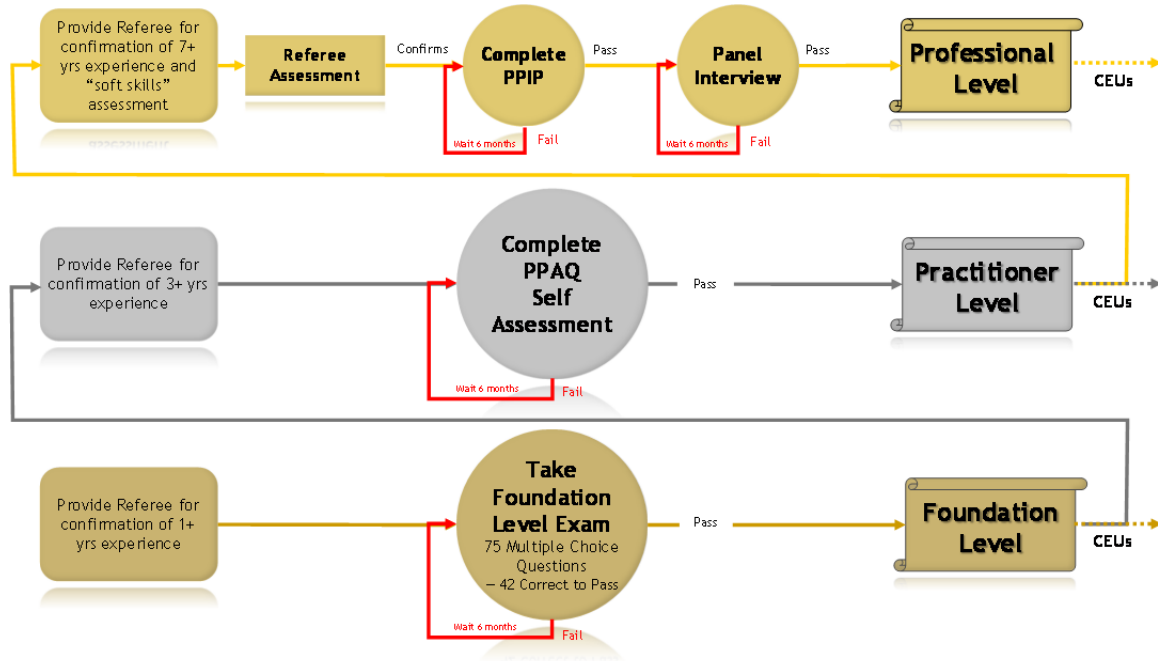 Provide Referee for
confirmation of 7+
yrs experience and
“soft skills”
assessment
Referee
Assessment
Confirms
Complete
PPIP
Pass
Wait 6 months
Fail
Panel
Interview
Pass
Wait 6 months
Fail
Professional
Level
CEUs
Provide Referee for
confirmation of 3+ yrs
experience
Complete
PPAQ
Self
Assessment
Pass
Wait 6 months
Fail
Practitioner
Level
CEUs
Provide Referee for
confirmation of 1+
yrs experience
Take
Foundation
Level Exam
75 Multiple Choice
Questions
– 42 Correct to Pass
Pass
Wait 6 months
Fail
Foundation
Level
CEUs